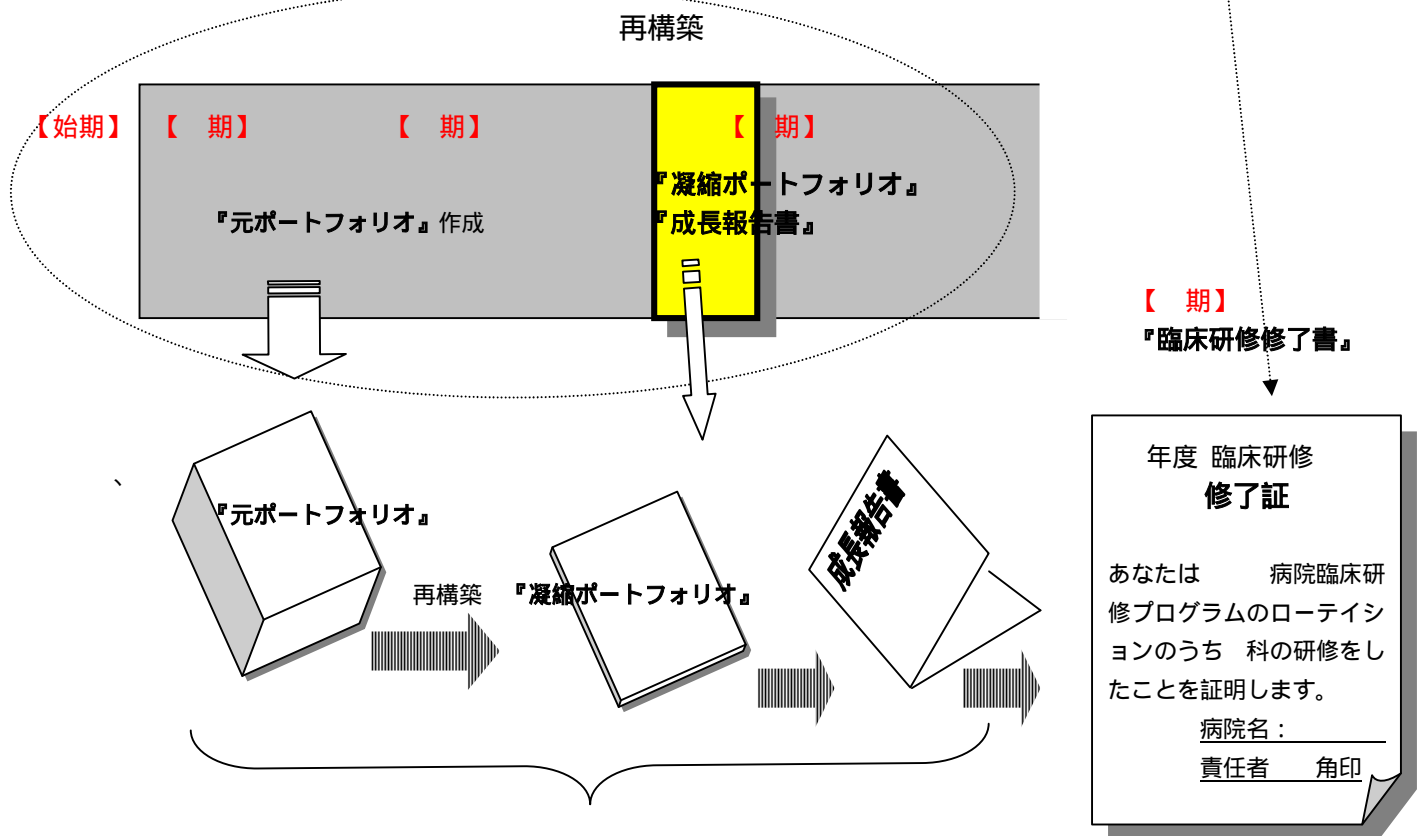 再構築
【始期】
【　期】
【　期】
【　期】
『凝縮ポートフォリオ』
『成長報告書』
『元ポートフォリオ』作成
【　期】
『臨床研修修了書』
、
『元ポートフォリオ』
再構築
『凝縮ポートフォリオ』
成長報告書
年度 臨床研修
修了証
あなたは　　　病院臨床研
修プログラムのローテイシ
ョンのうち　科の研修をし
たことを証明します。
病院名：
責任者　　角印